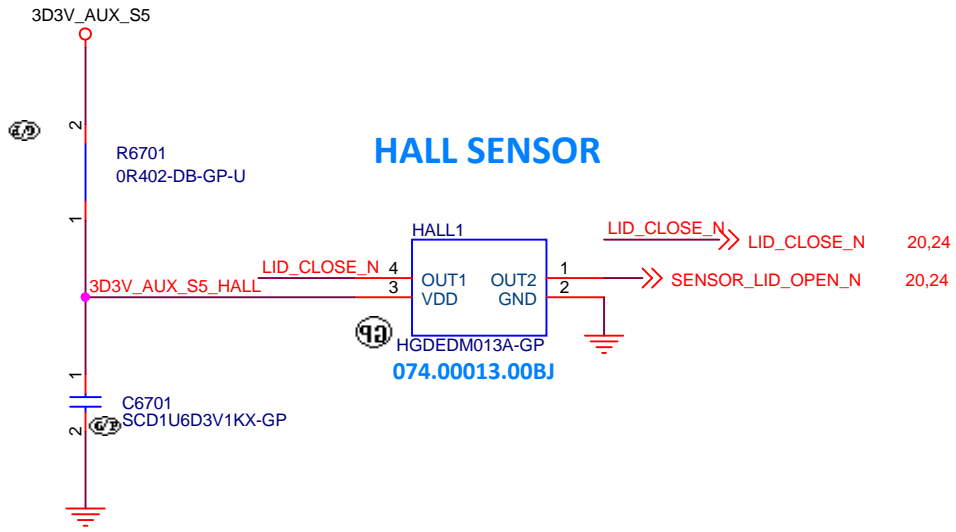 3D3V_AUX_S5
G/P
2
R6701
0R402-DB-GP-U
1
HALL SENSOR
HALL1
LID_CLOSE_N
LID_CLOSE_N 20,24
LID_CLOSE_N 4 OUT1 OUT2 1 SENSOR_LID_OPEN_N 20,24
3D3V_AUX_S5_HALL 3 VDD GND 2
GP
HGDEDM013A-GP
074.00013.00BJ
1
C6701
SCD1U6D3V1KX-GP
G/P
2